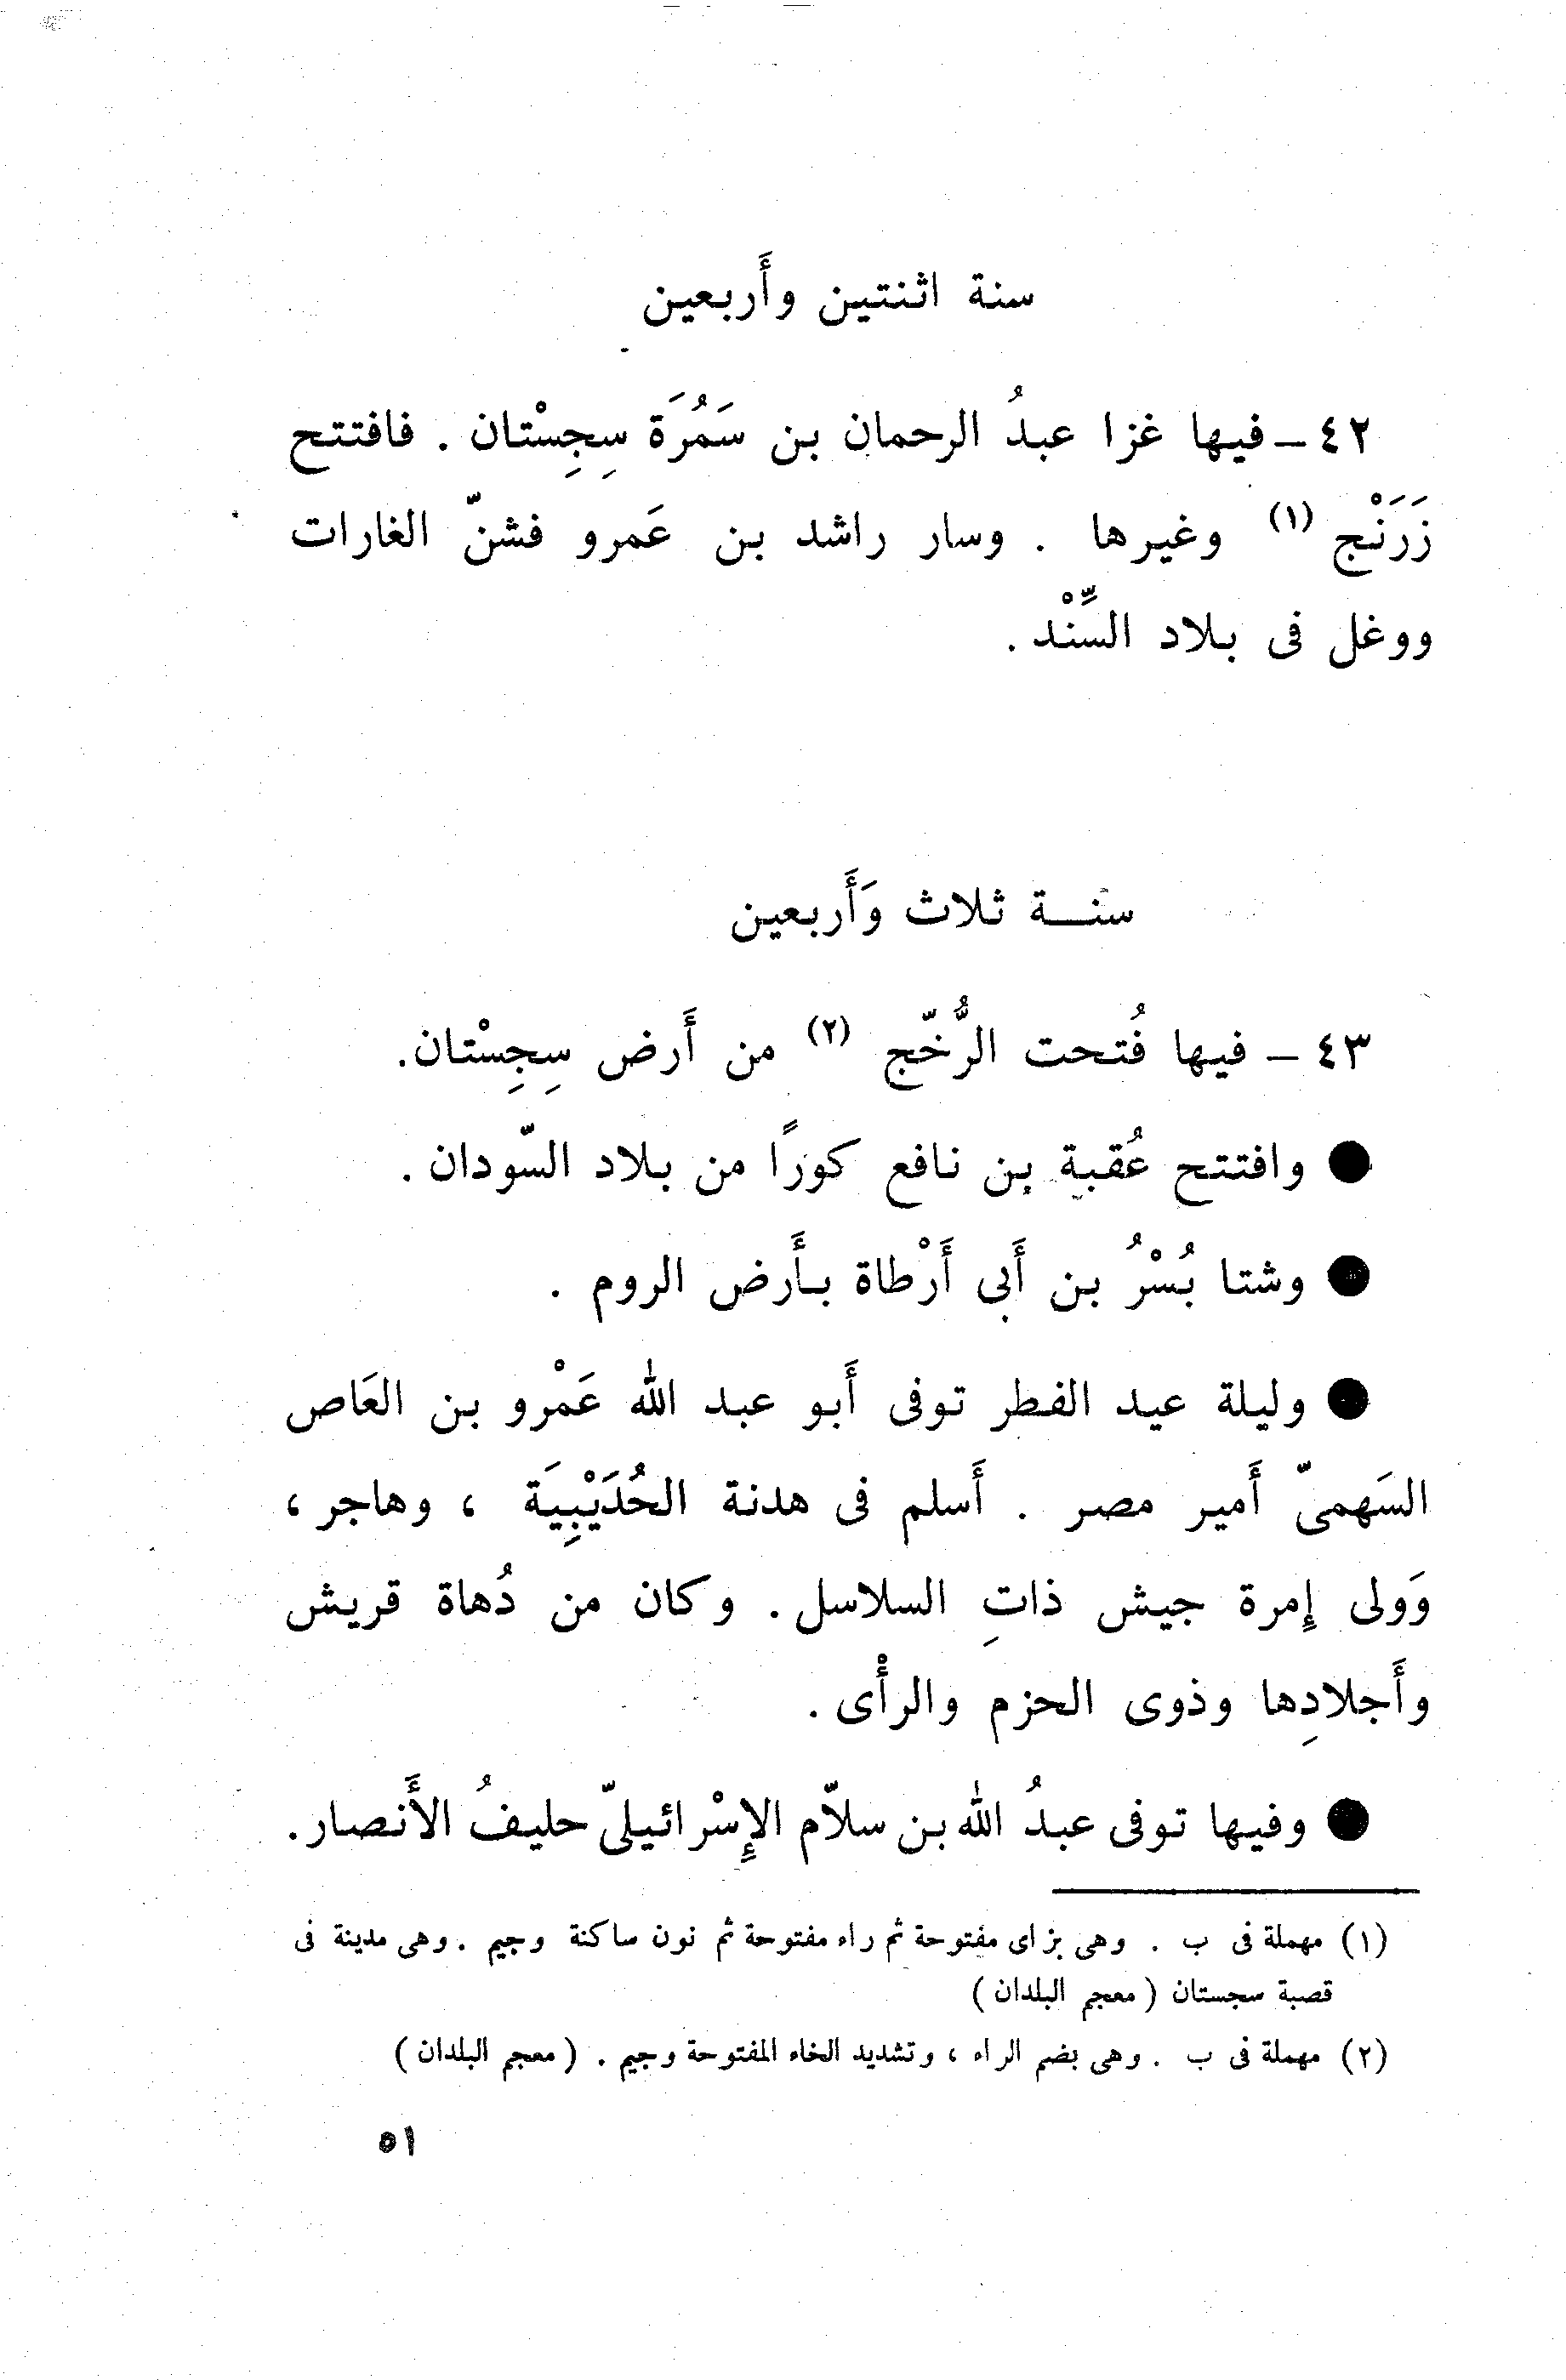 سنة اثنتين وأَربعين
٤٢ – فيها غزا عبدُ الرحمان بن سَمُرَة سِجِسْتان . فافتتح
زَرَنْج (١) وغيرها . وسار راشد بن عَمرو فشنّ الغارات
ووغل فى بلاد السِّنْد .
سنة ثلاث وَأَربعين
٤٣ – فيها فُتحت الرُّخّج (٢) من أَرض سِجِسْتان.
● وافتتح عُقبة بن نافع كورًا من بلاد السّودان .
● وشتا بُسْرُ بن أَبى أَرْطاة بأَرض الروم .
● وليلة عيد الفطر توفى أَبو عبد الله عَمْرو بن العَاص
السَهمىّ أَمير مصر . أَسلم فى هدنة الحُدَيْبِيَة ، وهاجر ،
وَولى إِمرة جيش ذاتِ السلاسل . وكان من دُهاة قريش
وأَجلادِها وذوى الحزم والرأْى .
● وفيها توفى عبدُ الله بن سلاّم الإِسْرائيلىّ حليفُ الأَنصار .
(١) مهملة فى ب . وهى بزاى مفتوحة ثم راء مفتوحة ثم نون ساكنة وجيم . وهى مدينة فى
قصبة سجستان ( معجم البلدان )
(٢) مهملة فى ب . وهى بضم الراء ، وتشديد الخاء المفتوحة وجيم . ( معجم البلدان )
٥١